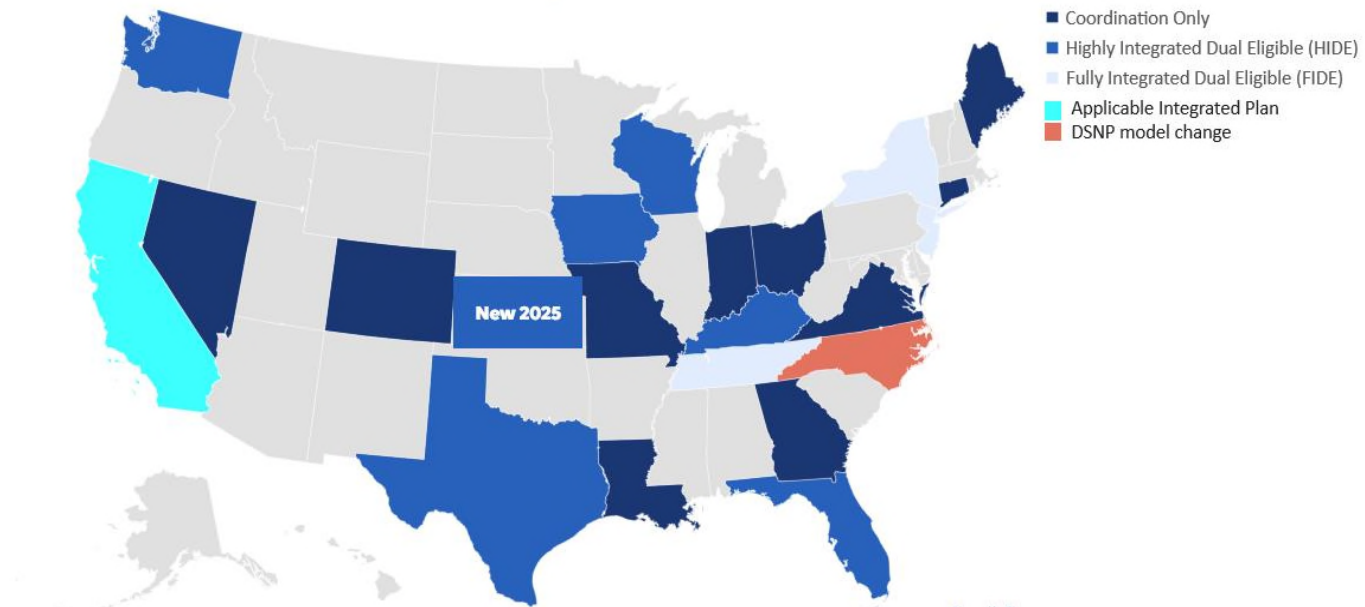 Coordination Only
Highly Integrated Dual Eligible (HIDE)
Fully Integrated Dual Eligible (FIDE)
Applicable Integrated Plan
DSNP model change
New 2025